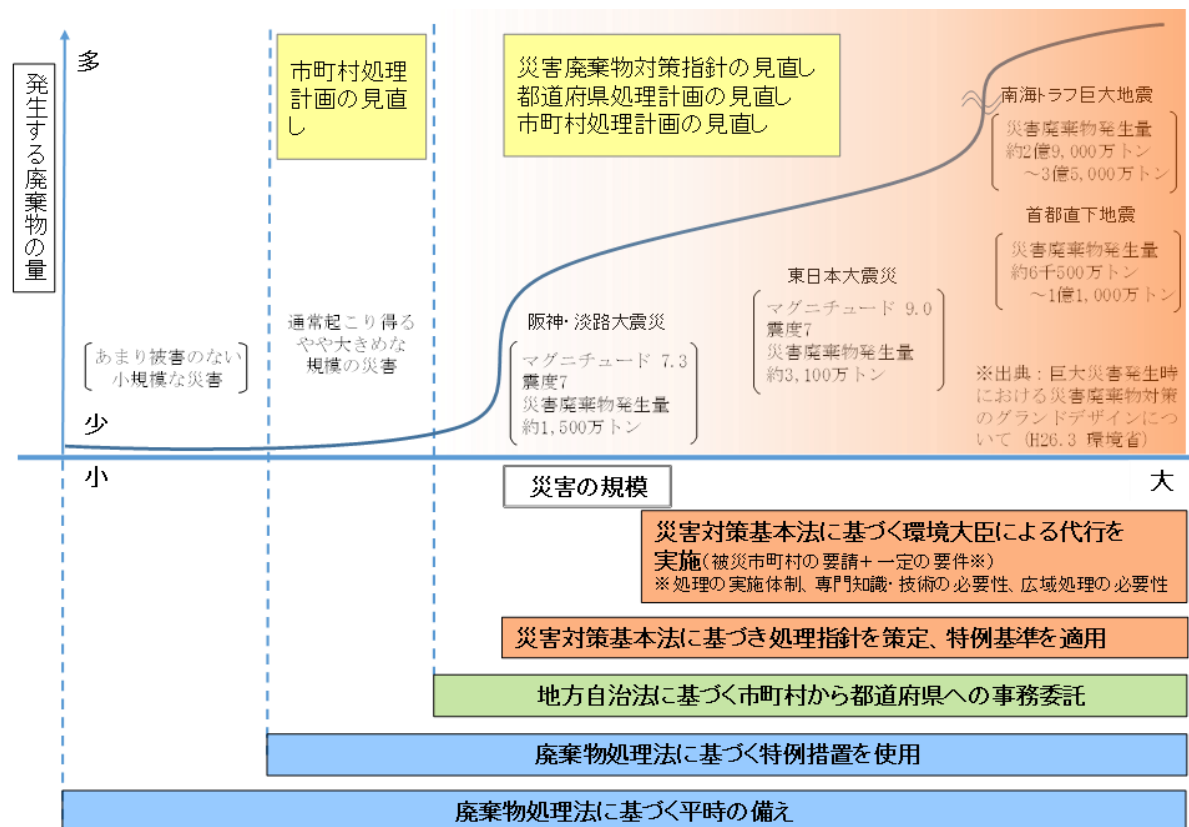 発生する廃棄物の量
多
市町村処理
計画の見直
し
災害廃棄物対策指針の見直し
都道府県処理計画の見直し
市町村処理計画の見直し
南海トラフ巨大地震
災害廃棄物発生量
約2億9,000万トン
～3億5,000万トン
首都直下地震
災害廃棄物発生量
約6千500万トン
～1億1,000万トン
東日本大震災
マグニチュード 9.0
震度7
災害廃棄物発生量
約3,100万トン
阪神・淡路大震災
マグニチュード 7.3
震度7
災害廃棄物発生量
約1,500万トン
通常起こり得る
やや大きめな
規模の災害
あまり被害のない
小規模な災害
※出典：巨大災害発生時
における災害廃棄物対策
のグランドデザインにつ
いて (H26.3 環境省)
少
小
災害の規模
大
災害対策基本法に基づく環境大臣による代行を
実施(被災市町村の要請+一定の要件※)
※処理の実施体制、専門知識・技術の必要性、広域処理の必要性
災害対策基本法に基づき処理指針を策定、特例基準を適用
地方自治法に基づく市町村から都道府県への事務委託
廃棄物処理法に基づく特例措置を使用
廃棄物処理法に基づく平時の備え